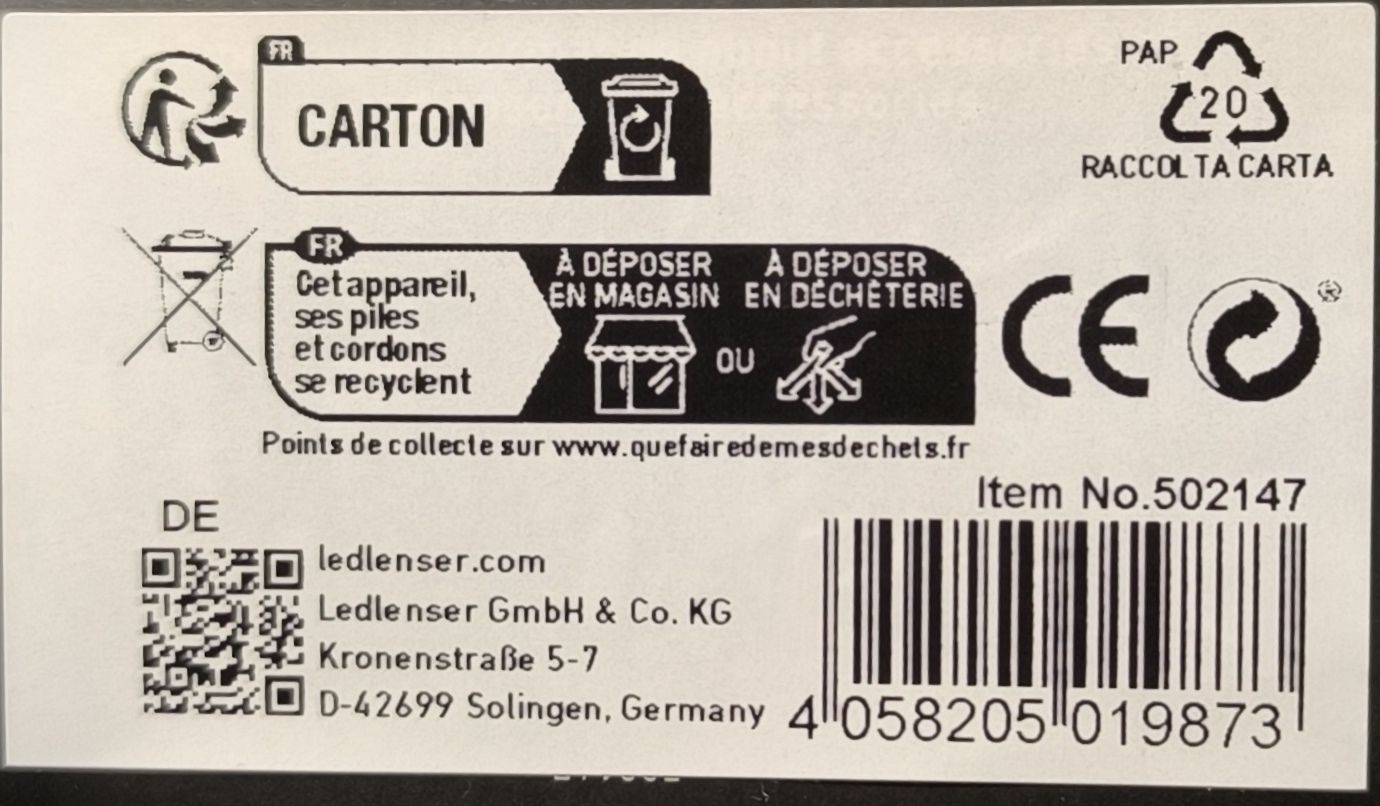 FR
CARTON
PAP
20
RACCOLTA CARTA
FR
Cet appareil,
ses piles
et cordons
se recyclent
À DÉPOSER
EN MAGASIN
OU
À DÉPOSER
EN DÉCHÈTERIE
CE
®
Points de collecte sur www.quefairedemesdechets.fr
Item No.502147
DE
ledlenser.com
Ledlenser GmbH & Co. KG
Kronenstraße 5-7
D-42699 Solingen, Germany
4 058205 019873